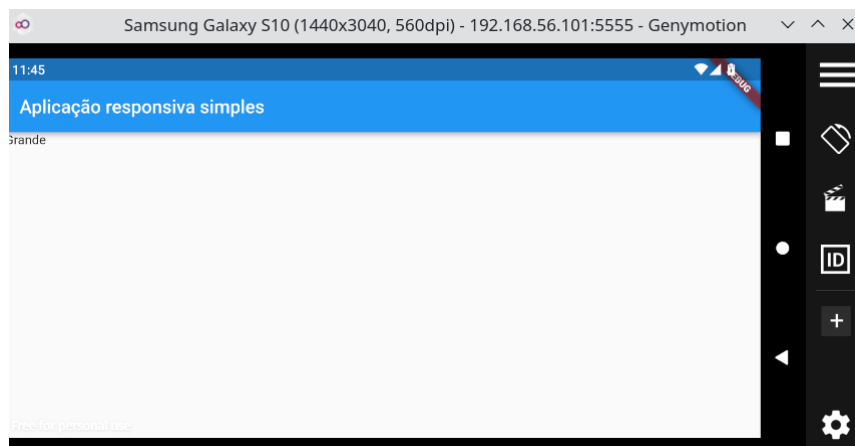 Samsung Galaxy S10 (1440x3040, 560dpi) - 192.168.56.101:5555 - Genymotion
11:45
DEBUG
Aplicação responsiva simples
Grande
ID
Free for personal use